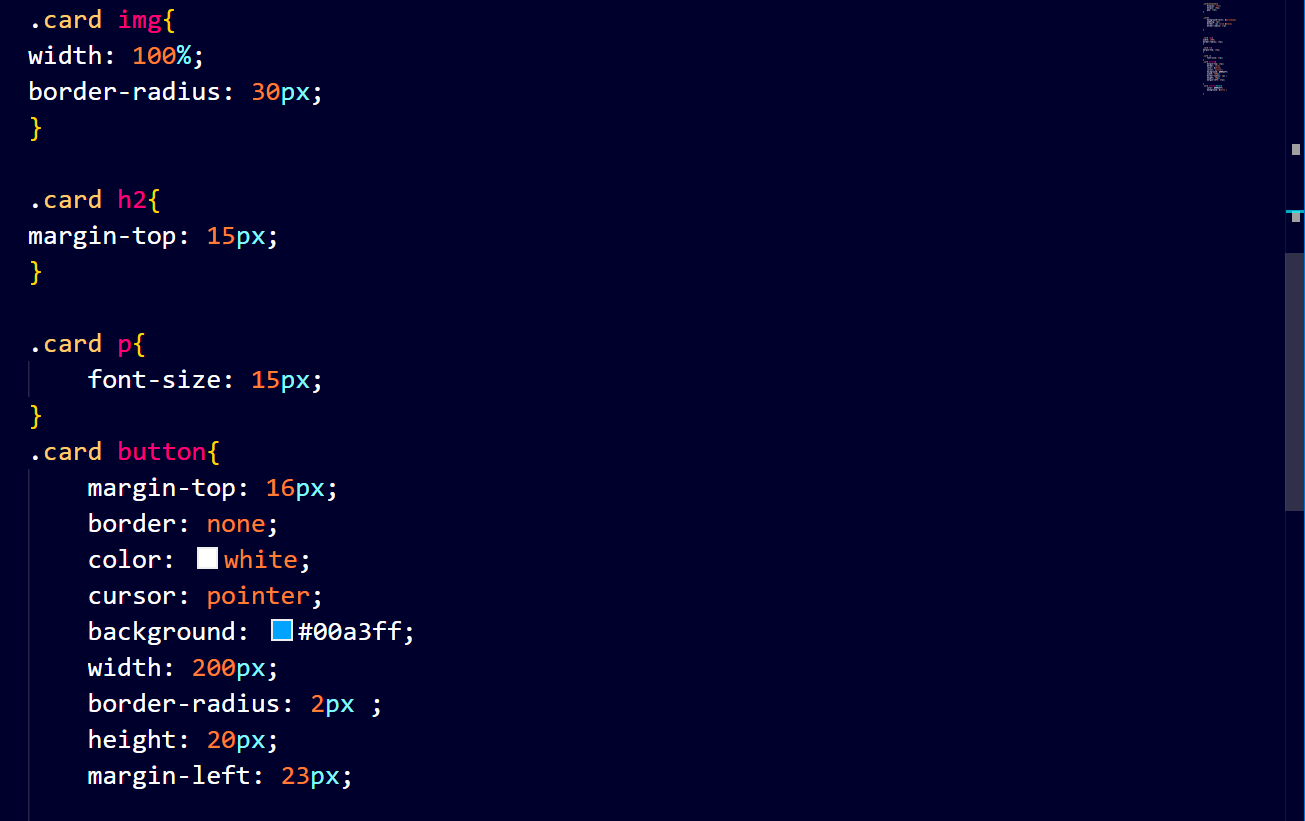 .card img{
width: 100%;
border-radius: 30px;
}
.card h2{
margin-top: 15px;
}
.card p{
    font-size: 15px;
}
.card button{
    margin-top: 16px;
    border: none;
    color: white;
    cursor: pointer;
    background: #00a3ff;
    width: 200px;
    border-radius: 2px ;
    height: 20px;
    margin-left: 23px;